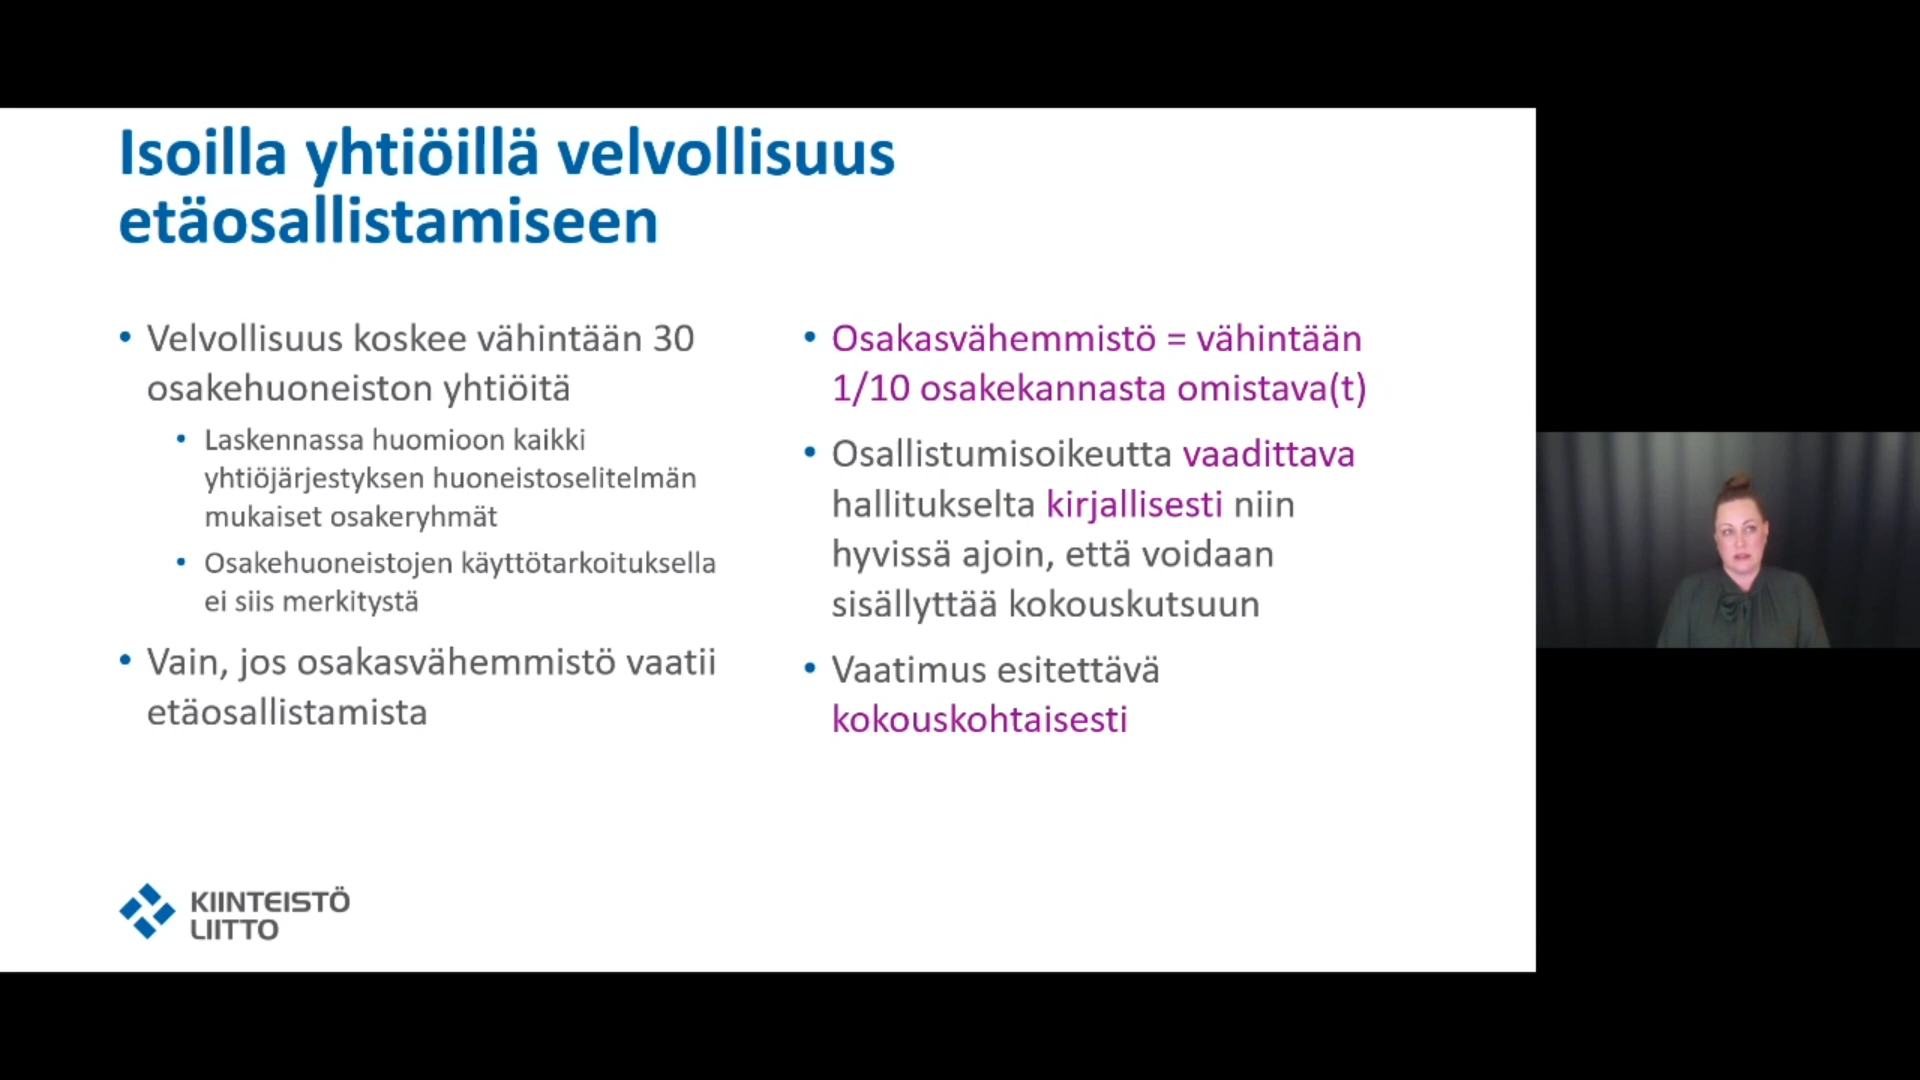 Isoilla yhtiöillä velvollisuus
etäosallistamiseen
• Velvollisuus koskee vähintään 30
osakehuoneiston yhtiöitä
• Laskennassa huomioon kaikki
yhtiöjärjestyksen huoneistoselitelmän
mukaiset osakeryhmät
• Osakehuoneistojen käyttötarkoituksella
ei siis merkitystä
• Vain, jos osakasvähemmistö vaatii
etäosallistamista
• Osakasvähemmistö = vähintään
1/10 osakekannasta omistava(t)
• Osallistumisoikeutta vaadittava
hallitukselta kirjallisesti niin
hyvissä ajoin, että voidaan
sisällyttää kokouskutsuun
• Vaatimus esitettävä
kokouskohtaisesti
KIINTEISTÖ
LIITTO